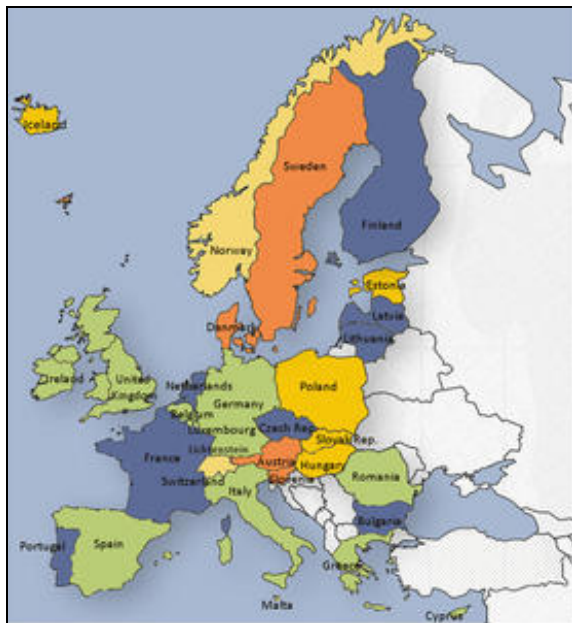 Iceland
Sweden
Finland
Norway
Estonia
Latvia
Denmark
Lithuania
Ireland
United
Kingdom
Netherlands
Poland
Germany
Belgium
Luxembourg
Czech Rep.
Slovak Rep.
Lichtenstein
France
Austria
Hungary
Switzerland
Slovenia
Romania
Italy
Bulgaria
Portugal
Spain
Greece
Malta
Cyprus